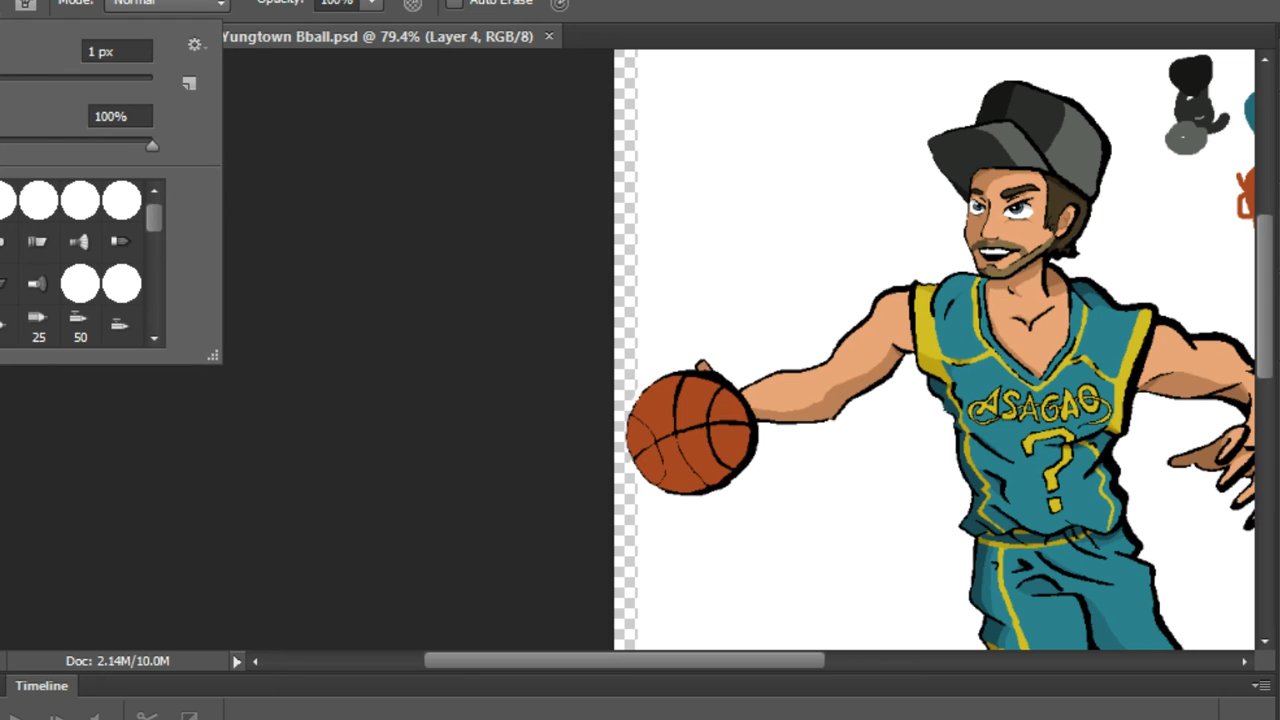 Mode: Normal Opacity: 100% Auto Erase
Yungtown Bball.psd @ 79.4% (Layer 4, RGB/8) ×
1 px
100%
25 50
ASAGAO
?
Doc: 2.14M/10.0M
Timeline